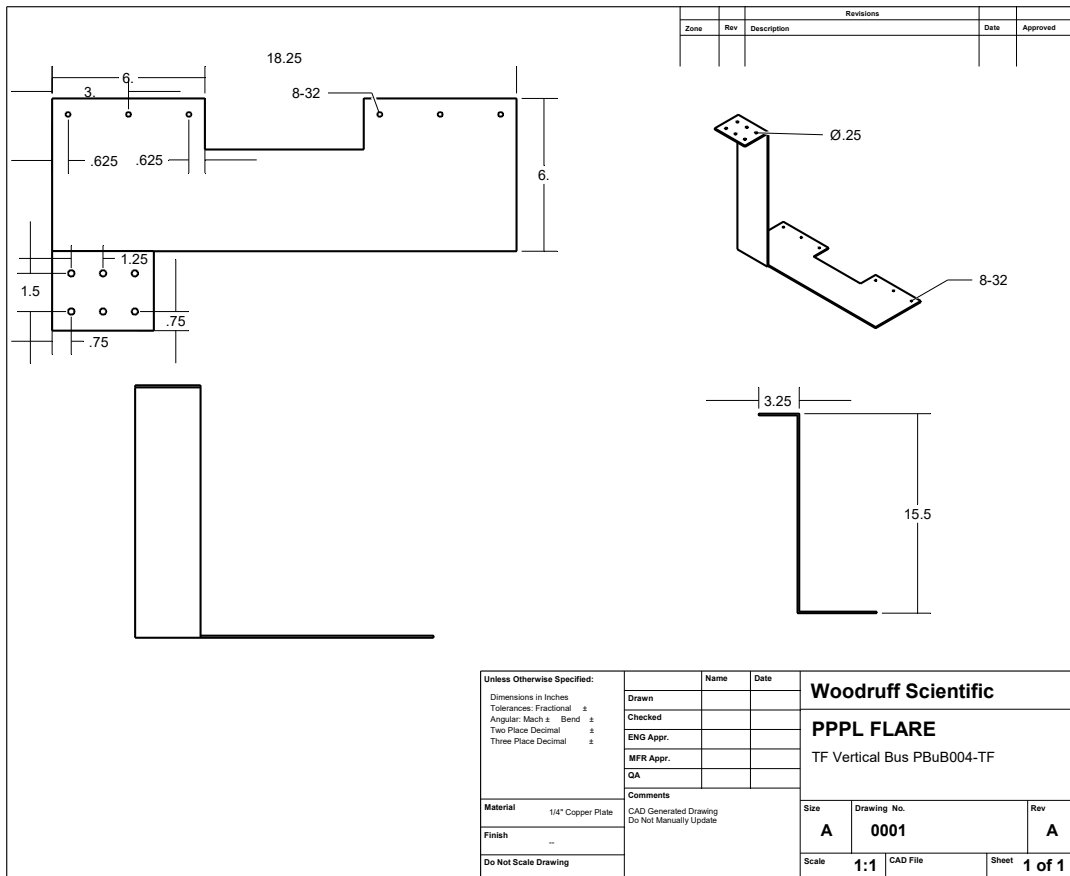 Revisions
Zone Rev Description Date Approved
18.25
6.
3.
8-32
.625 .625
6.
1.25
1.5
.75
.75
Ø.25
8-32
3.25
15.5
Unless Otherwise Specified:
Dimensions in Inches
Tolerances: Fractional ±
Angular: Mach ± Bend ±
Two Place Decimal ±
Three Place Decimal ±
Material 1/4" Copper Plate
Finish --
Do Not Scale Drawing
Name Date
Drawn
Checked
ENG Appr.
MFR Appr.
QA
Comments
CAD Generated Drawing
Do Not Manually Update
Woodruff Scientific
PPPL FLARE
TF Vertical Bus PBuB004-TF
Size Drawing No. Rev
A 0001 A
Scale 1:1 CAD File Sheet 1 of 1